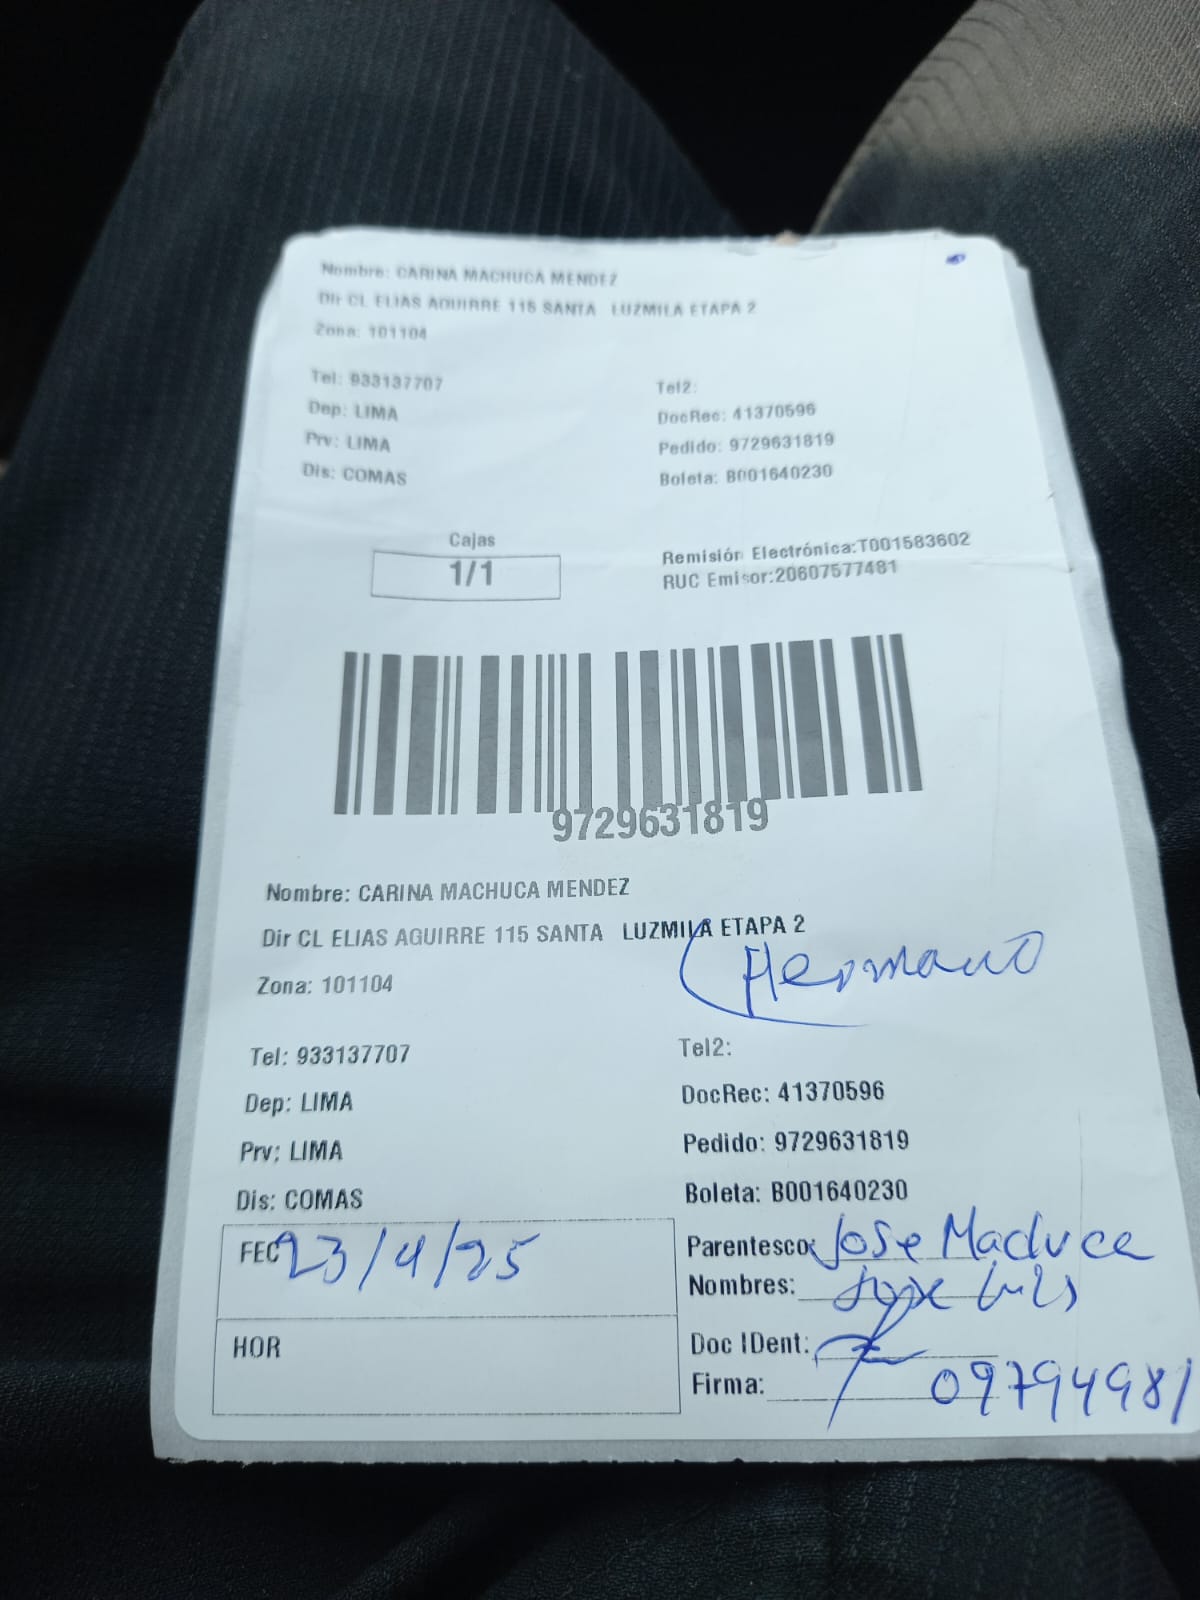 Nombre: CARINA MACHUCA MENDEZ
Dir CL ELIAS AGUIRRE 115 SANTA LUZMILA ETAPA 2
Zona: 101104
Tel: 933137707
Tel2:
Dep: LIMA
DocRec: 41370596
Prv: LIMA
Pedido: 9729631819
Dis: COMAS
Boleta: B001640230
Cajas
1/1
Remisión Electrónica:T001583602
RUC Emisor:20607577481
9729631819
Nombre: CARINA MACHUCA MENDEZ
Dir CL ELIAS AGUIRRE 115 SANTA LUZMILA ETAPA 2
Hermano
Zona: 101104
Tel: 933137707
Tel2:
Dep: LIMA
DocRec: 41370596
Prv: LIMA
Pedido: 9729631819
Dis: COMAS
Boleta: B001640230
FEC 23/4/25
Parentesco: Jose Machuca
Nombres: Jose Luis
HOR
Doc IDent:
Firma: 09794981